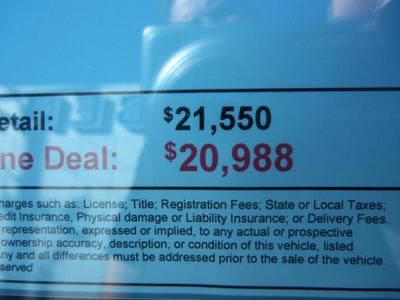 etail: $21,550
ne Deal: $20,988
harges such as: License; Title; Registration Fees; State or Local Taxes;
edit Insurance, Physical damage or Liability Insurance; or Delivery Fees.
representation, expressed or implied, to any actual or prospective
ownership accuracy, description, or condition of this vehicle, listed
ny and all differences must be addressed prior to the sale of the vehicle.
served